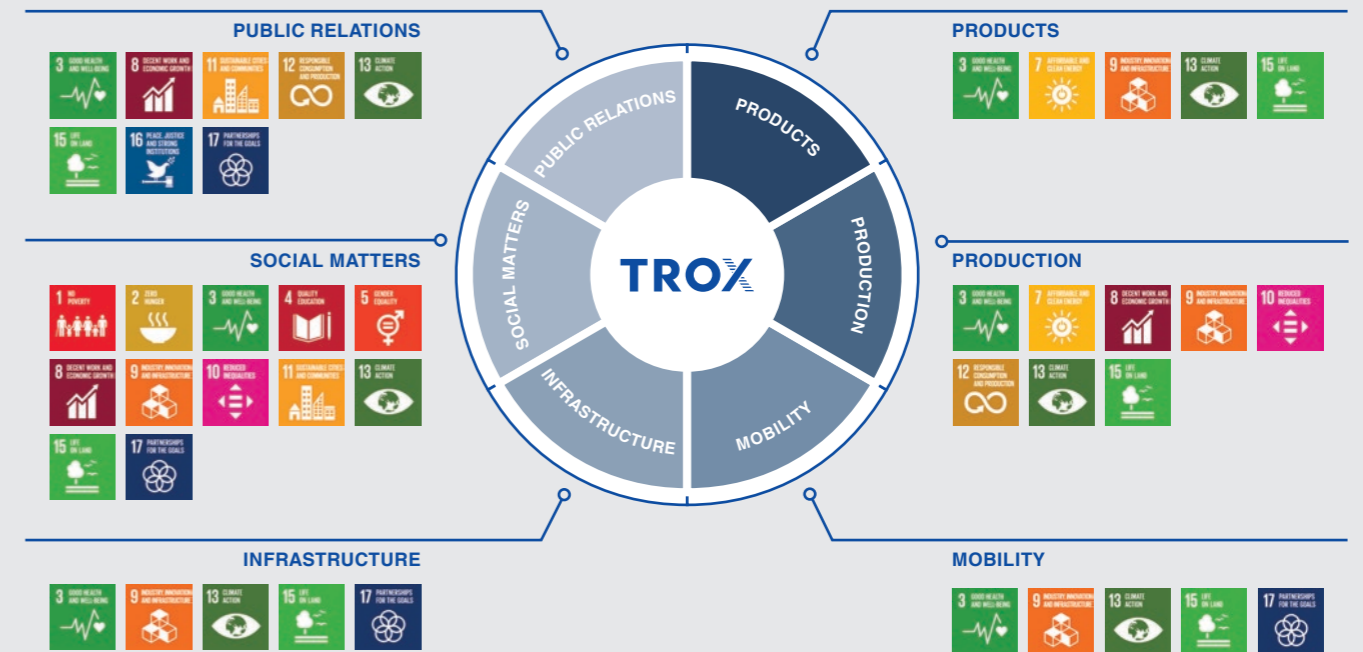 PUBLIC RELATIONS
3 GOOD HEALTH
AND WELL-BEING
8 DECENT WORK AND
ECONOMIC GROWTH
11 SUSTAINABLE CITIES
AND COMMUNITIES
12 RESPONSIBLE
CONSUMPTION
AND PRODUCTION
13 CLIMATE
ACTION
15 LIFE
ON LAND
16 PEACE, JUSTICE
AND STRONG
INSTITUTIONS
17 PARTNERSHIPS
FOR THE GOALS
PRODUCTS
3 GOOD HEALTH
AND WELL-BEING
7 AFFORDABLE AND
CLEAN ENERGY
9 INDUSTRY, INNOVATION
AND INFRASTRUCTURE
13 CLIMATE
ACTION
15 LIFE
ON LAND
PUBLIC RELATIONS
PRODUCTS
SOCIAL MATTERS
PRODUCTION
INFRASTRUCTURE
MOBILITY
TROX
SOCIAL MATTERS
1 NO
POVERTY
2 ZERO
HUNGER
3 GOOD HEALTH
AND WELL-BEING
4 QUALITY
EDUCATION
5 GENDER
EQUALITY
8 DECENT WORK AND
ECONOMIC GROWTH
9 INDUSTRY, INNOVATION
AND INFRASTRUCTURE
10 REDUCED
INEQUALITIES
11 SUSTAINABLE CITIES
AND COMMUNITIES
13 CLIMATE
ACTION
15 LIFE
ON LAND
17 PARTNERSHIPS
FOR THE GOALS
PRODUCTION
3 GOOD HEALTH
AND WELL-BEING
7 AFFORDABLE AND
CLEAN ENERGY
8 DECENT WORK AND
ECONOMIC GROWTH
9 INDUSTRY, INNOVATION
AND INFRASTRUCTURE
10 REDUCED
INEQUALITIES
12 RESPONSIBLE
CONSUMPTION
AND PRODUCTION
13 CLIMATE
ACTION
15 LIFE
ON LAND
INFRASTRUCTURE
3 GOOD HEALTH
AND WELL-BEING
9 INDUSTRY, INNOVATION
AND INFRASTRUCTURE
13 CLIMATE
ACTION
15 LIFE
ON LAND
17 PARTNERSHIPS
FOR THE GOALS
MOBILITY
3 GOOD HEALTH
AND WELL-BEING
9 INDUSTRY, INNOVATION
AND INFRASTRUCTURE
13 CLIMATE
ACTION
15 LIFE
ON LAND
17 PARTNERSHIPS
FOR THE GOALS